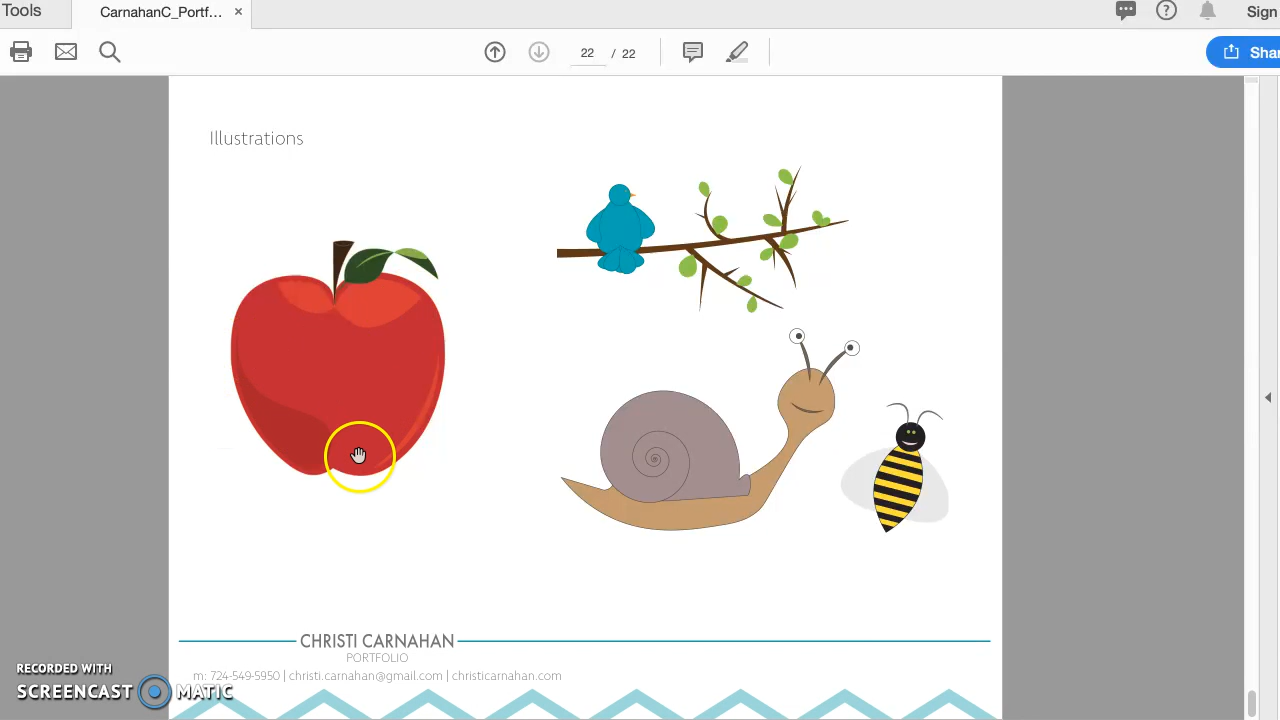 Tools
CarnahanC_Portf... ×
Sign
22 / 22
Shar
Illustrations
CHRISTI CARNAHAN
PORTFOLIO
m: 724-549-5950 | christi.carnahan@gmail.com | christicarnahan.com
RECORDED WITH
SCREENCAST MATIC